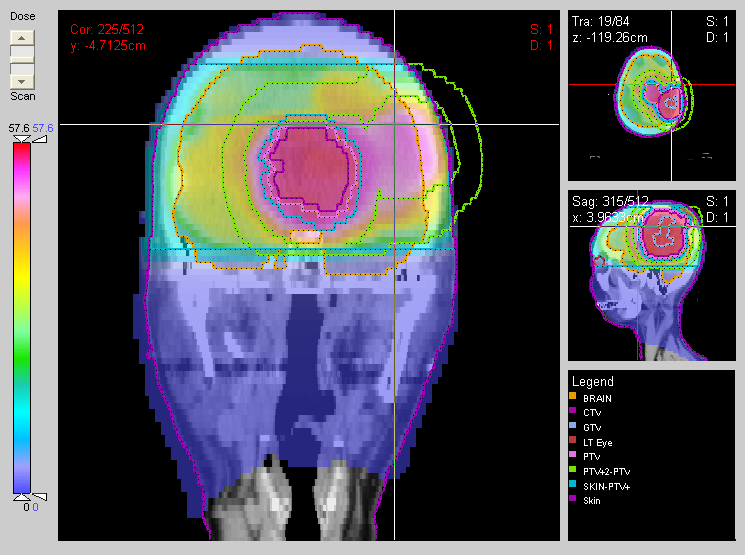 Dose
Scan
57.6 57.6
0 0
Cor: 225/512
y: -4.7125cm
S: 1
D: 1
Tra: 19/84
z: -119.26cm
S: 1
D: 1
Sag: 315/512
x: 3.9633cm
S: 1
D: 1
Legend
BRAIN
CTv
GTv
LT Eye
PTv
PTV+2-PTv
SKIN-PTV+
Skin